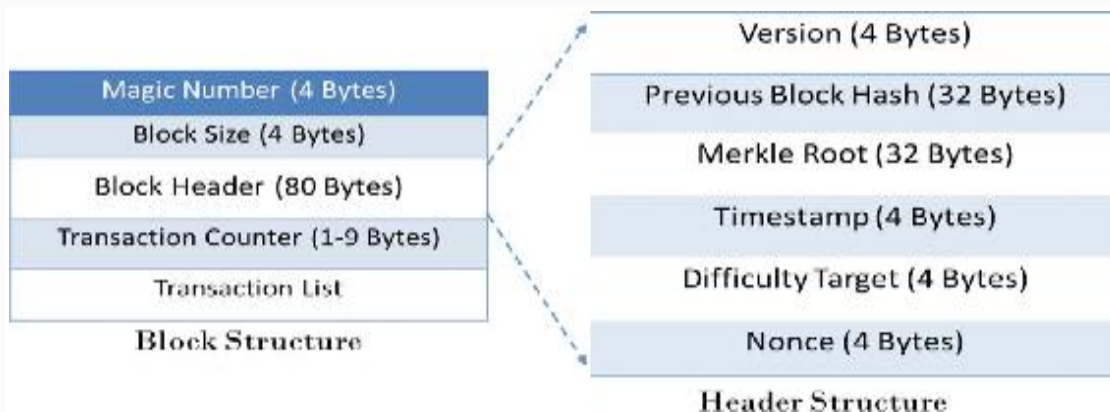 Magic Number (4 Bytes)
Block Size (4 Bytes)
Block Header (80 Bytes)
Transaction Counter (1-9 Bytes)
Transaction List
Block Structure
Version (4 Bytes)
Previous Block Hash (32 Bytes)
Merkle Root (32 Bytes)
Timestamp (4 Bytes)
Difficulty Target (4 Bytes)
Nonce (4 Bytes)
Header Structure